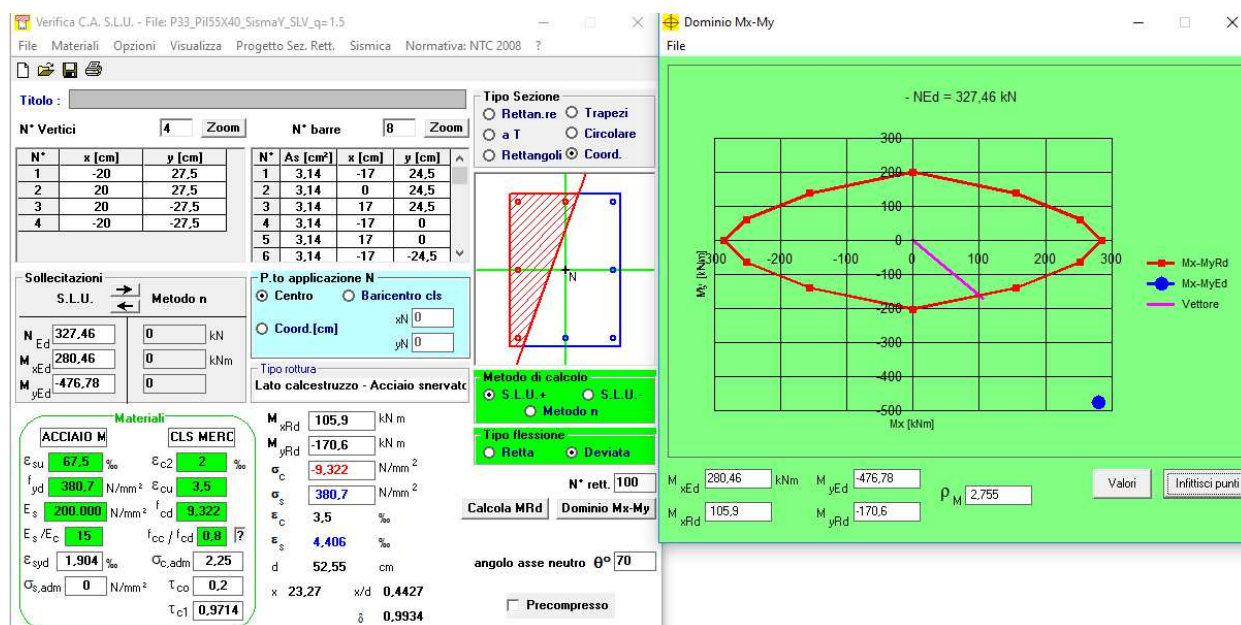 Verifica C.A. S.L.U. - File: P33_Pil55X40_SismaY_SLV_q=1.5
File Materiali Opzioni Visualizza Progetto Sez. Rett. Sismica Normativa: NTC 2008 ?
Titolo :
N° Vertici 4 Zoom N° barre 8 Zoom
N° x [cm] y [cm]
1 -20 27,5
2 20 27,5
3 20 -27,5
4 -20 -27,5
N° As [cm²] x [cm] y [cm]
1 3,14 -17 24,5
2 3,14 0 24,5
3 3,14 17 24,5
4 3,14 -17 0
5 3,14 17 0
6 3,14 -17 -24,5
Tipo Sezione
Rettan.re Trapezi
a T Circolare
Rettangoli Coord.
N
Sollecitazioni
S.L.U. Metodo n
N Ed 327,46 0 kN
M xEd 280,46 0 kNm
M yEd -476,78 0
P.to applicazione N
Centro Baricentro cls
Coord.[cm] xN 0
yN 0
Tipo rottura
Lato calcestruzzo - Acciaio snervato
Metodo di calcolo
S.L.U.+ S.L.U.-
Metodo n
Tipo flessione
Retta Deviata
N° rett. 100
Calcola MRd Dominio Mx-My
angolo asse neutro θ° 70
Precompresso
Materiali
ACCIAIO M CLS MERC
εsu 67,5 ‰ εc2 2 ‰
fyd 380,7 N/mm² εcu 3,5
Es 200.000 N/mm² fcd 9,322
Es/Ec 15 fcc / fcd 0,8 ?
εsyd 1,904 ‰ σc,adm 2,25
σs,adm 0 N/mm² τco 0,2
τc1 0,9714
M xRd 105,9 kN m
M yRd -170,6 kN m
σc -9,322 N/mm²
σs 380,7 N/mm²
εc 3,5 ‰
εs 4,406 ‰
d 52,55 cm
x 23,27 x/d 0,4427
δ 0,9934
Dominio Mx-My
File
- NEd = 327,46 kN
300
200
100
0
-100
-200
-300
-400
-500
-300 -200 -100 0 100 200 300
My [kNm]
Mx [kNm]
Mx-MyRd
Mx-MyEd
Vettore
M xEd 280,46 kNm M yEd -476,78
M xRd 105,9 M yRd -170,6
ρ M 2,755
Valori Infittisci punti